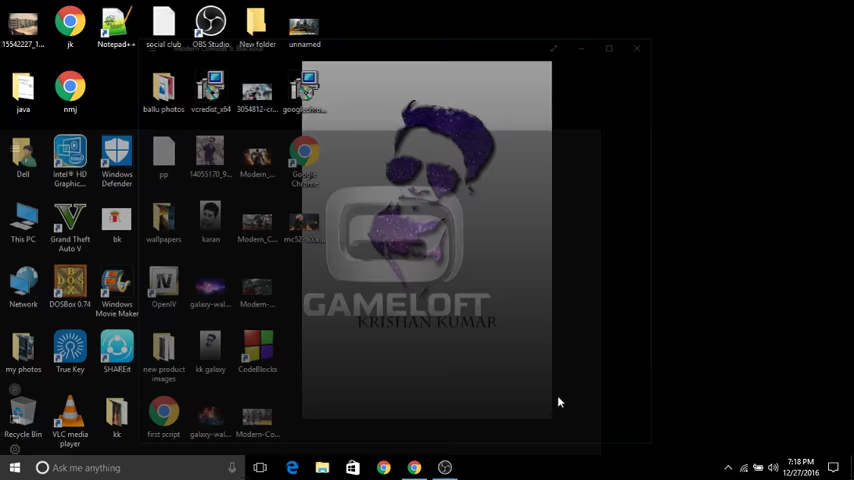 15542227_1...
jk
Notepad++
social club
OBS Studio
New folder
unnamed
java
nmj
ballu photos
vcredist_x64
3054812-cr...
Dell
Intel® HD
Graphic...
Windows
Defender
pp
14055170_9...
Modern_...
Google
Chrome
This PC
Grand Theft
Auto V
bk
wallpapers
karan
Modern_C...
Network
DOSBox 0.74
Windows
Movie Maker
OpenIV
galaxy-wal...
Modern-...
GAMELOFT
KRISHAN KUMAR
my photos
True Key
SHAREit
new product
images
kk galaxy
CodeBlocks
Recycle Bin
VLC media
player
kk
first script
galaxy-wal...
Modern-Co...
Ask me anything
7:18 PM
12/27/2016